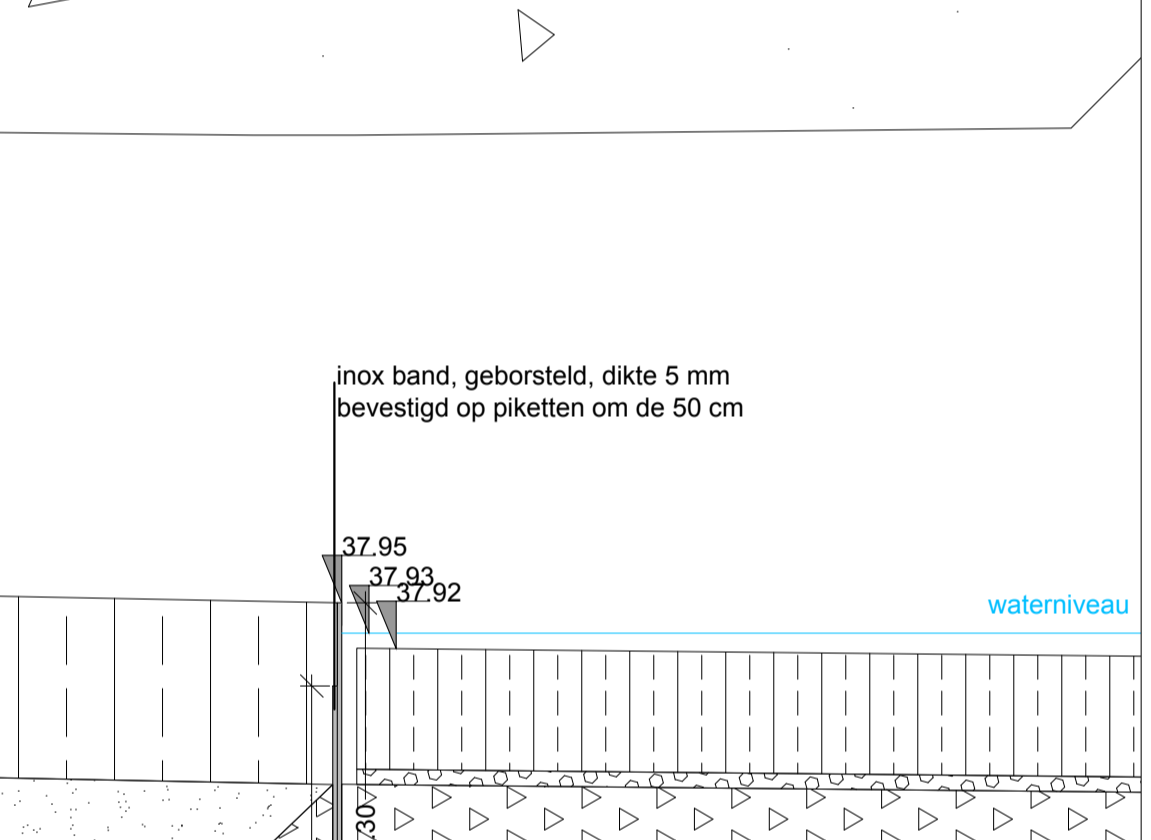 inox band, geborsteld, dikte 5 mm
bevestigd op piketten om de 50 cm
37.95
37.93
37.92
waterniveau
30